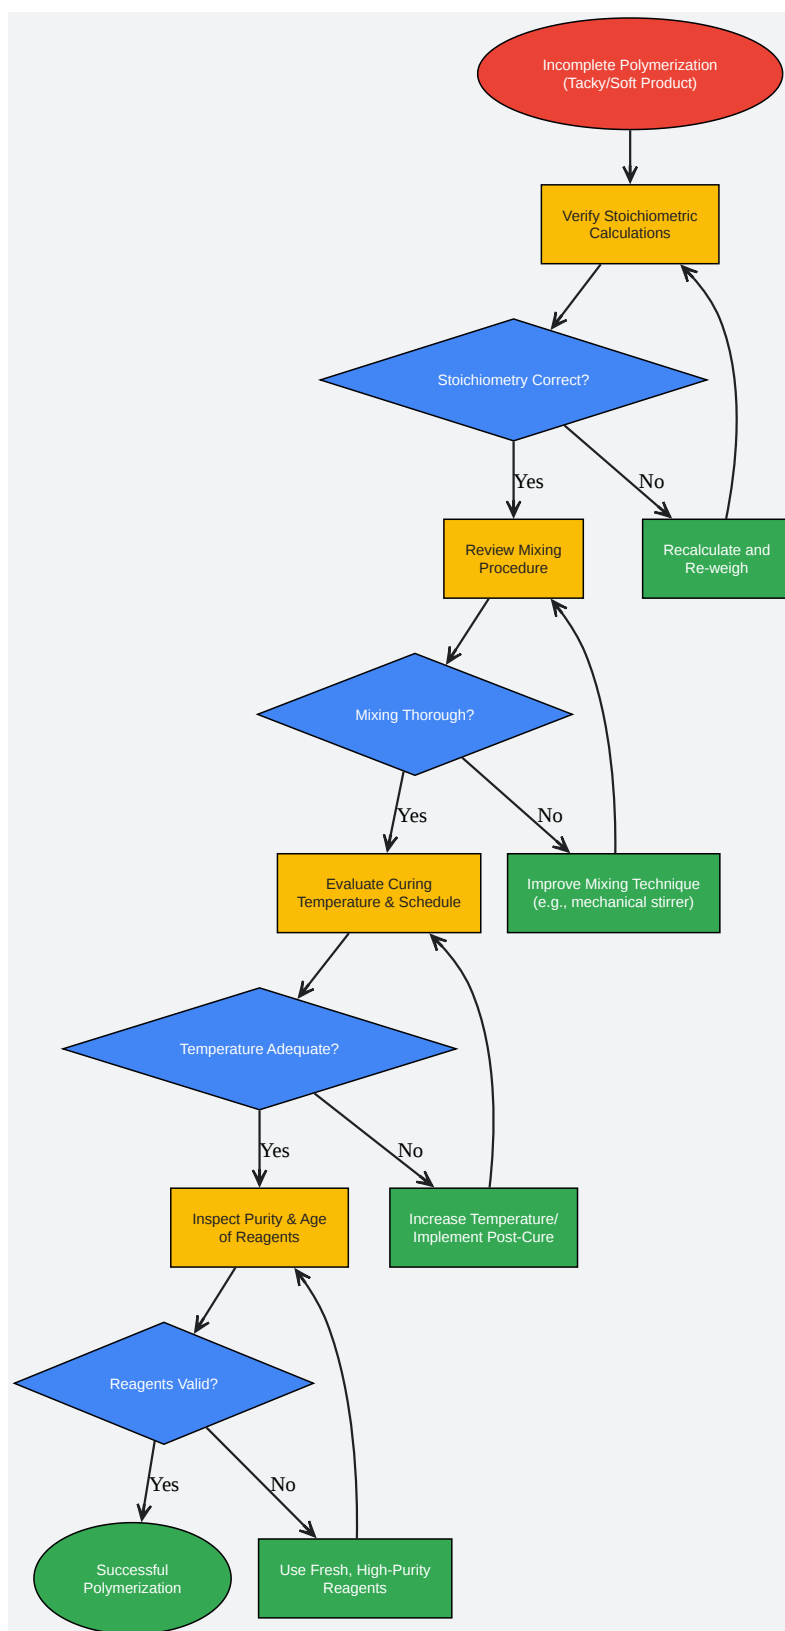 Incomplete Polymerization
(Tacky/Soft Product)
Verify Stoichiometric
Calculations
Stoichiometry Correct?
Yes
No
Review Mixing
Procedure
Recalculate and
Re-weigh
Mixing Thorough?
Yes
No
Evaluate Curing
Temperature & Schedule
Improve Mixing Technique
(e.g., mechanical stirrer)
Temperature Adequate?
Yes
No
Inspect Purity & Age
of Reagents
Increase Temperature/
Implement Post-Cure
Reagents Valid?
Yes
No
Successful
Polymerization
Use Fresh, High-Purity
Reagents